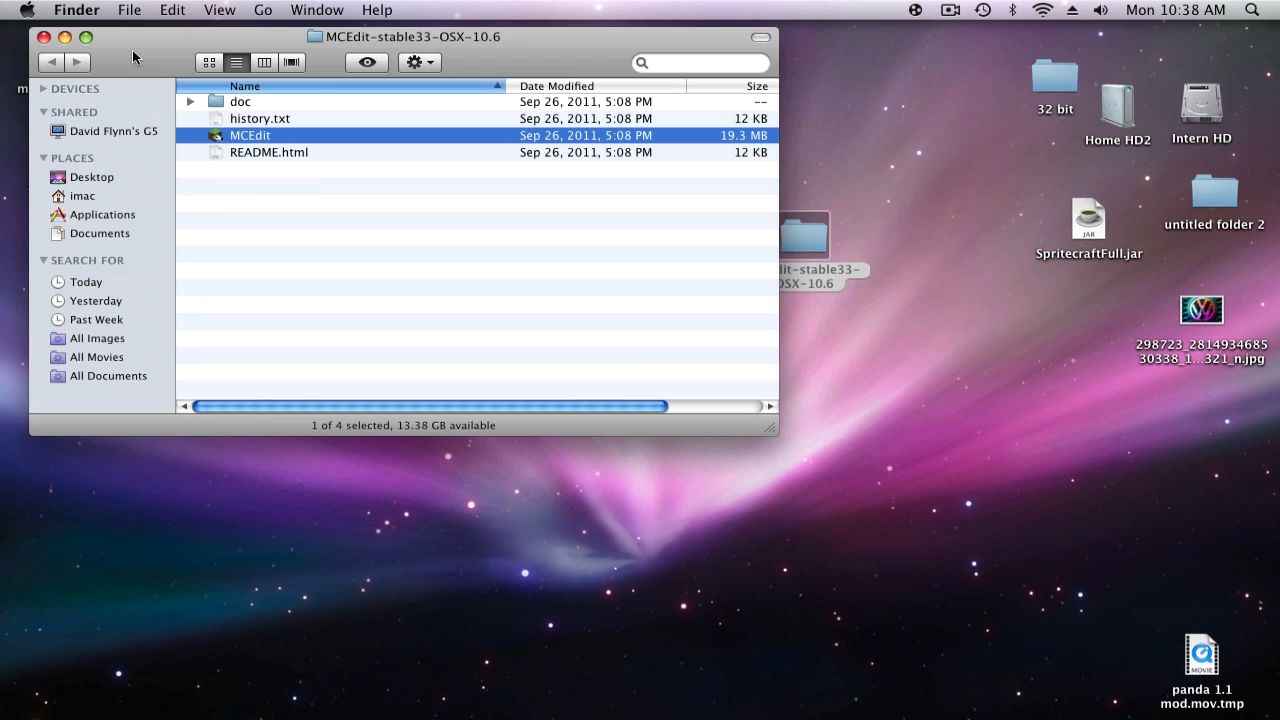 Finder File Edit View Go Window Help Mon 10:38 AM
MCEdit-stable33-OSX-10.6
DEVICES
SHARED
David Flynn's G5
PLACES
Desktop
imac
Applications
Documents
SEARCH FOR
Today
Yesterday
Past Week
All Images
All Movies
All Documents
Name Date Modified Size
doc Sep 26, 2011, 5:08 PM --
history.txt Sep 26, 2011, 5:08 PM 12 KB
MCEdit Sep 26, 2011, 5:08 PM 19.3 MB
README.html Sep 26, 2011, 5:08 PM 12 KB
1 of 4 selected, 13.38 GB available
m
dit-stable33-
OSX-10.6
32 bit
Home HD2
Intern HD
JAR
SpritecraftFull.jar
untitled folder 2
298723_2814934685
30338_1...321_n.jpg
MOVIE
panda 1.1
mod.mov.tmp